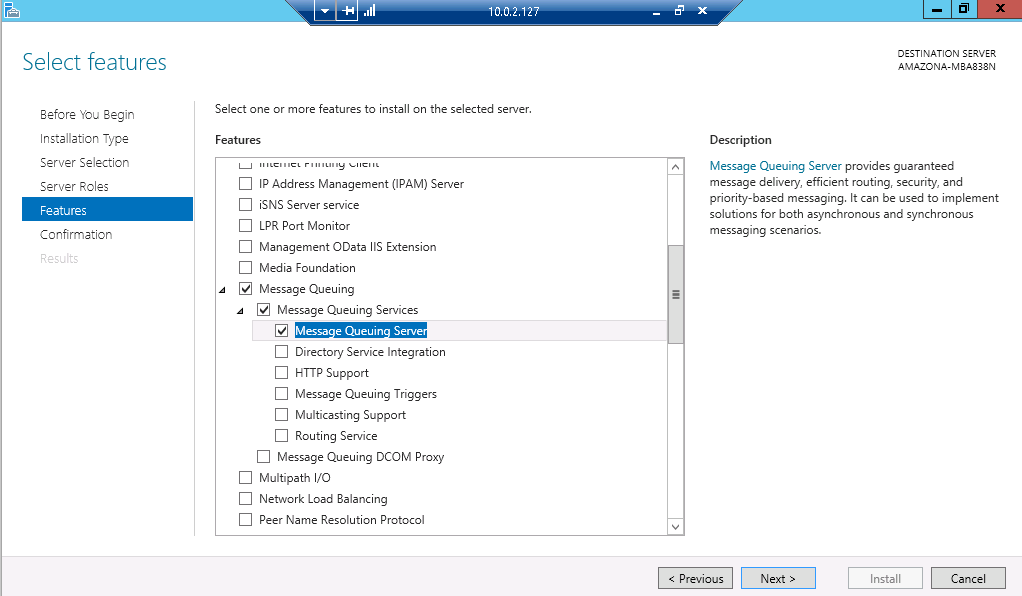 10.0.2.127
Select features
DESTINATION SERVER
AMAZONA-MBA838N
Before You Begin
Installation Type
Server Selection
Server Roles
Features
Confirmation
Results
Select one or more features to install on the selected server.
Features
Internet Printing Client
IP Address Management (IPAM) Server
iSNS Server service
LPR Port Monitor
Management OData IIS Extension
Media Foundation
Message Queuing
Message Queuing Services
Message Queuing Server
Directory Service Integration
HTTP Support
Message Queuing Triggers
Multicasting Support
Routing Service
Message Queuing DCOM Proxy
Multipath I/O
Network Load Balancing
Peer Name Resolution Protocol
Description
Message Queuing Server provides guaranteed
message delivery, efficient routing, security, and
priority-based messaging. It can be used to implement
solutions for both asynchronous and synchronous
messaging scenarios.
< Previous
Next >
Install
Cancel